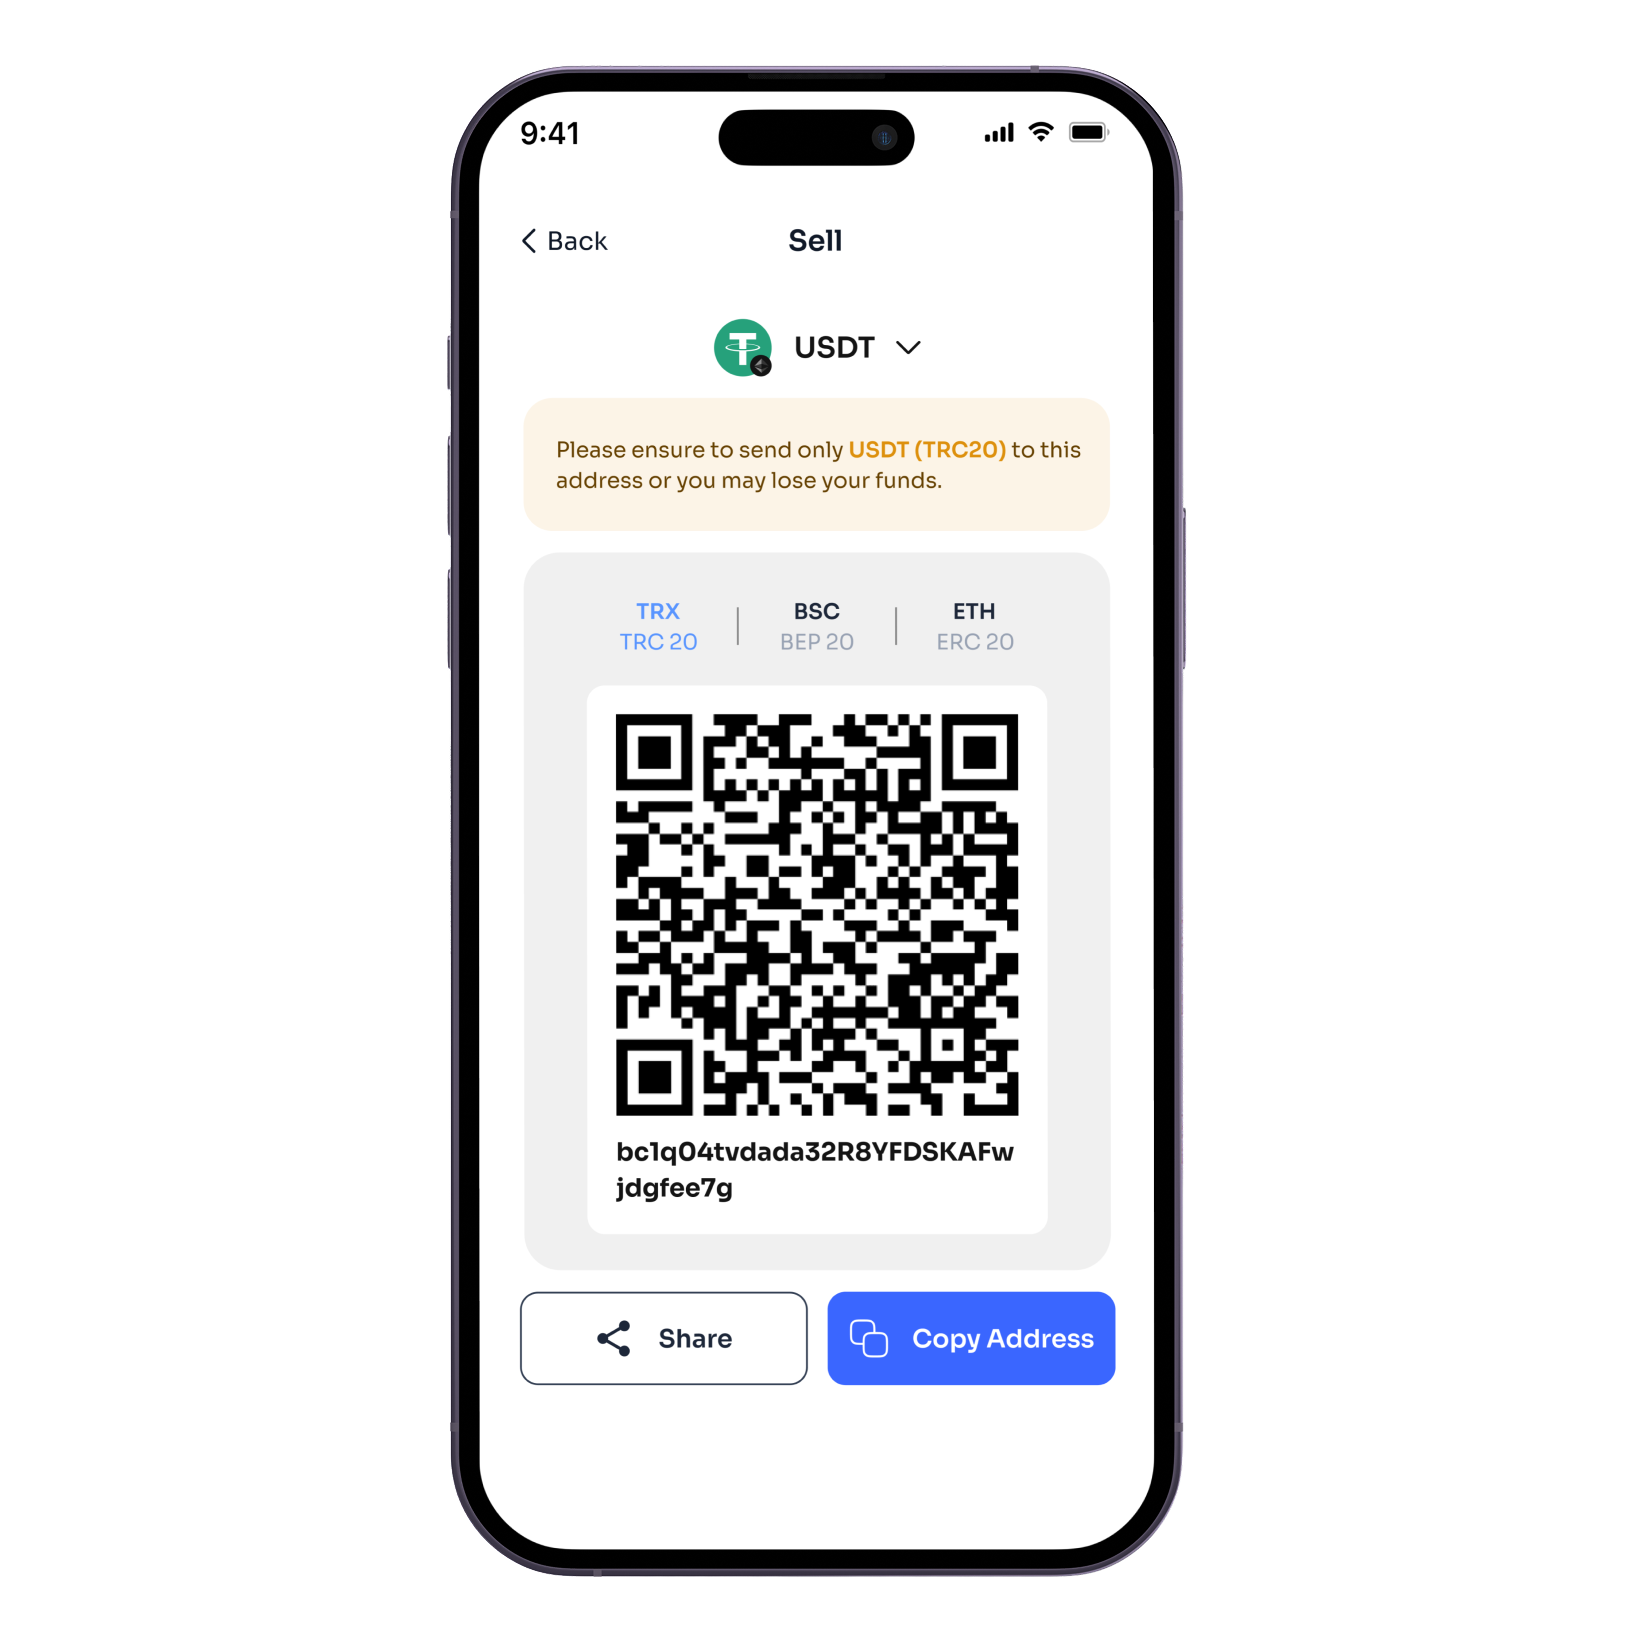 9:41
Back
Sell
USDT
Please ensure to send only USDT (TRC20) to this
address or you may lose your funds.
TRX
TRC 20
BSC
BEP 20
ETH
ERC 20
bc1q04tvdada32R8YFDSKAFw
jdgfee7g
Share
Copy Address